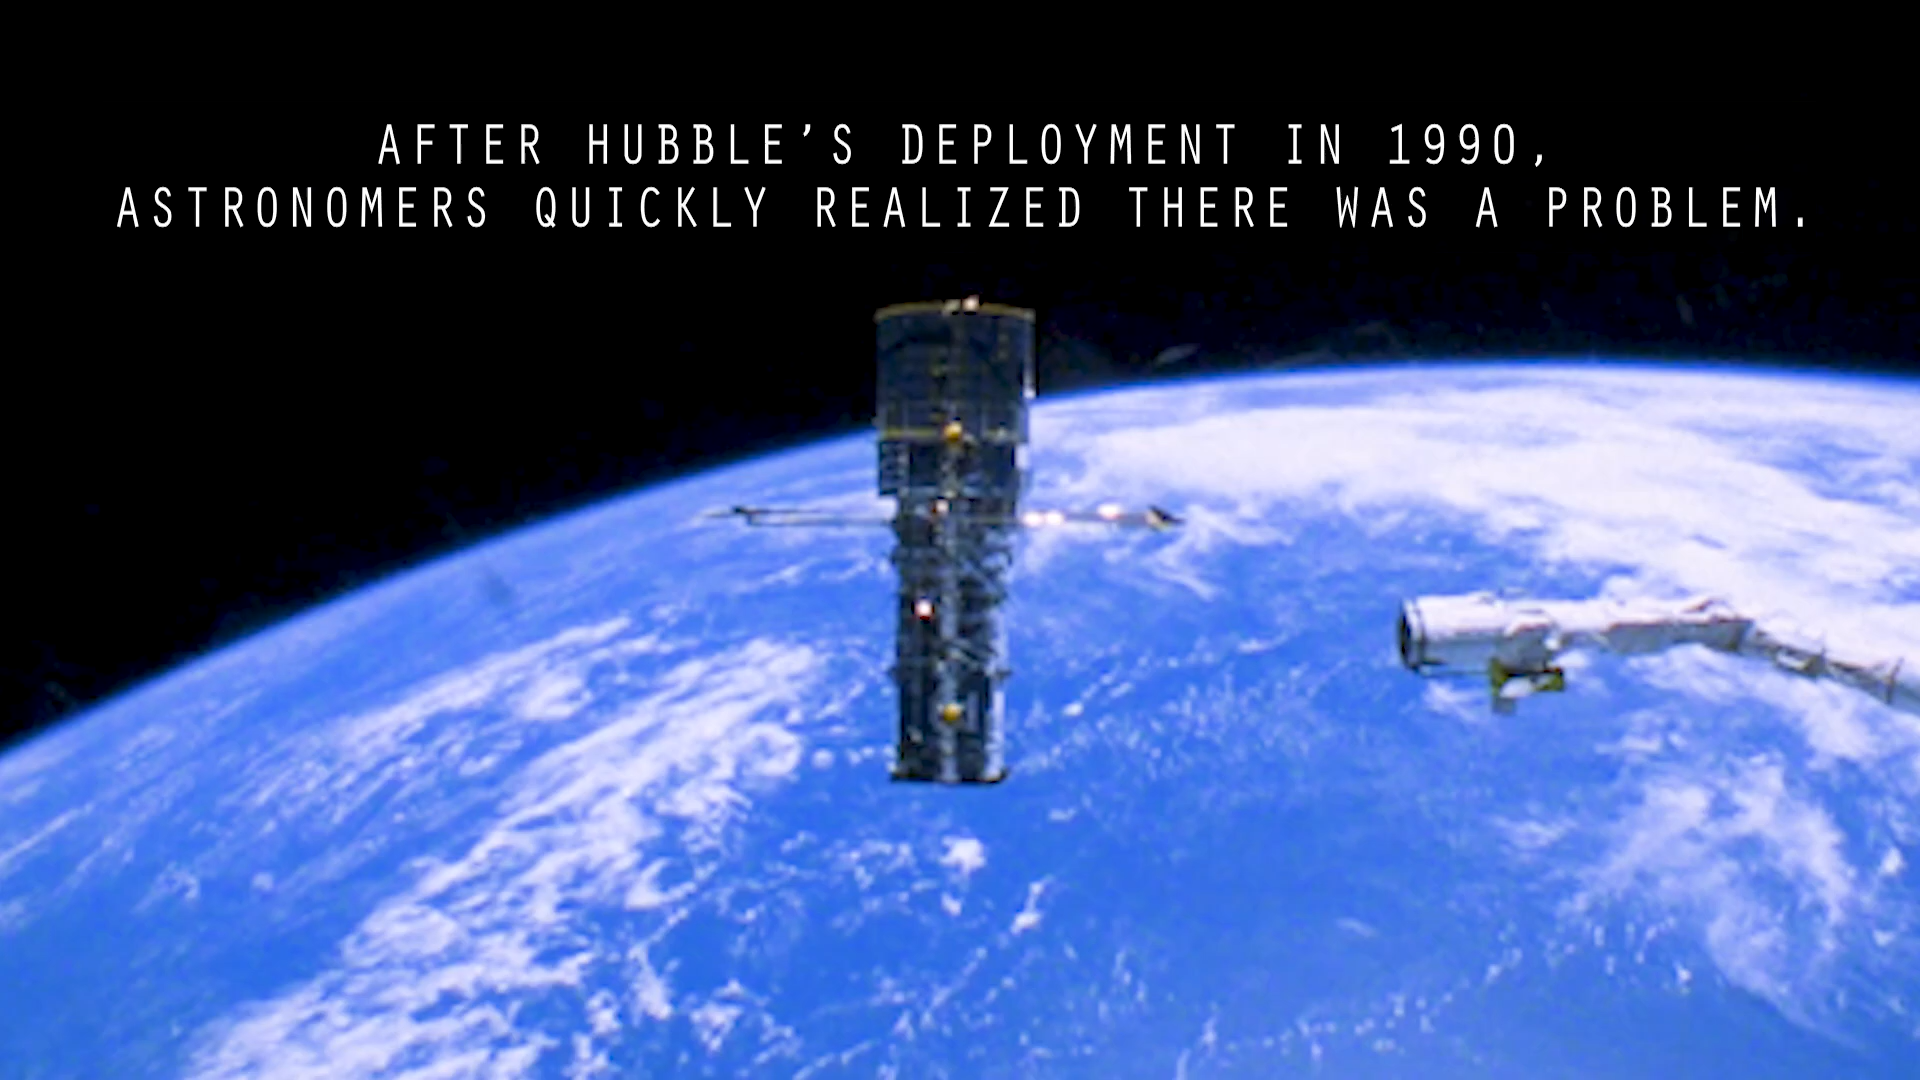 AFTER HUBBLE’S DEPLOYMENT IN 1990,
ASTRONOMERS QUICKLY REALIZED THERE WAS A PROBLEM.